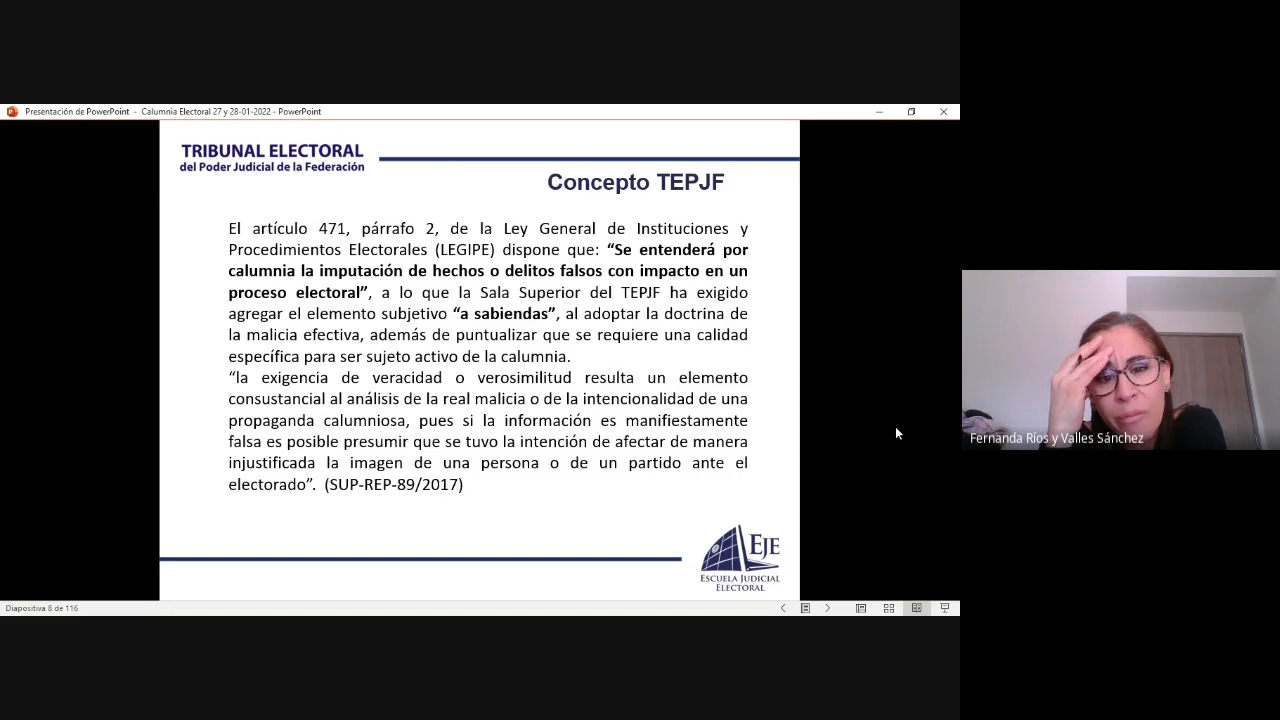 Presentación de PowerPoint - Calumnia Electoral 27 y 28-01-2022 - PowerPoint
TRIBUNAL ELECTORAL
del Poder Judicial de la Federación
Concepto TEPJF
El artículo 471, párrafo 2, de la Ley General de Instituciones y
Procedimientos Electorales (LEGIPE) dispone que: “Se entenderá por
calumnia la imputación de hechos o delitos falsos con impacto en un
proceso electoral”, a lo que la Sala Superior del TEPJF ha exigido
agregar el elemento subjetivo “a sabiendas”, al adoptar la doctrina de
la malicia efectiva, además de puntualizar que se requiere una calidad
específica para ser sujeto activo de la calumnia.
“la exigencia de veracidad o verosimilitud resulta un elemento
consustancial al análisis de la real malicia o de la intencionalidad de una
propaganda calumniosa, pues si la información es manifiestamente
falsa es posible presumir que se tuvo la intención de afectar de manera
injustificada la imagen de una persona o de un partido ante el
electorado”. (SUP-REP-89/2017)
EJE
ESCUELA JUDICIAL
ELECTORAL
Diapositiva 8 de 116
Fernanda Ríos y Valles Sánchez